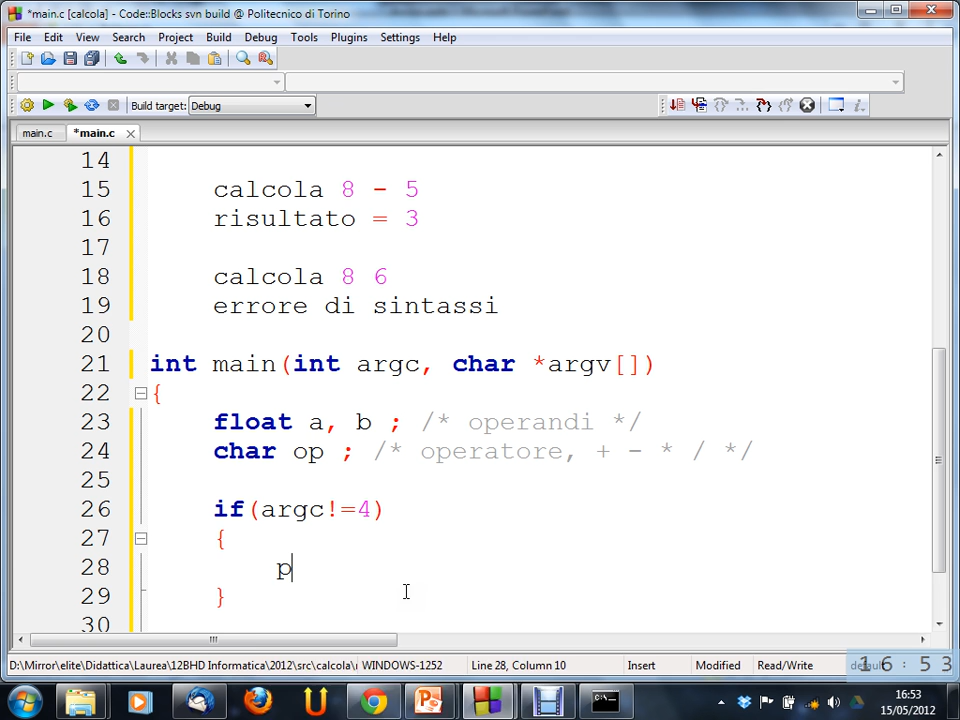 *main.c [calcola] - Code::Blocks svn build @ Politecnico di Torino
File Edit View Search Project Build Debug Tools Plugins Settings Help
Build target: Debug
main.c *main.c
14
15 calcola 8 - 5
16 risultato = 3
17
18 calcola 8 6
19 errore di sintassi
20
21 int main(int argc, char *argv[])
22 {
23 float a, b ; /* operandi */
24 char op ; /* operatore, + - * / */
25
26 if(argc!=4)
27 {
28 p
29 }
30
D:\Mirror\elite\Didattica\Laurea\12BHD Informatica\2012\src\calcola\ WINDOWS-1252 Line 28, Column 10 Insert Modified Read/Write default
16:53
16:53
15/05/2012